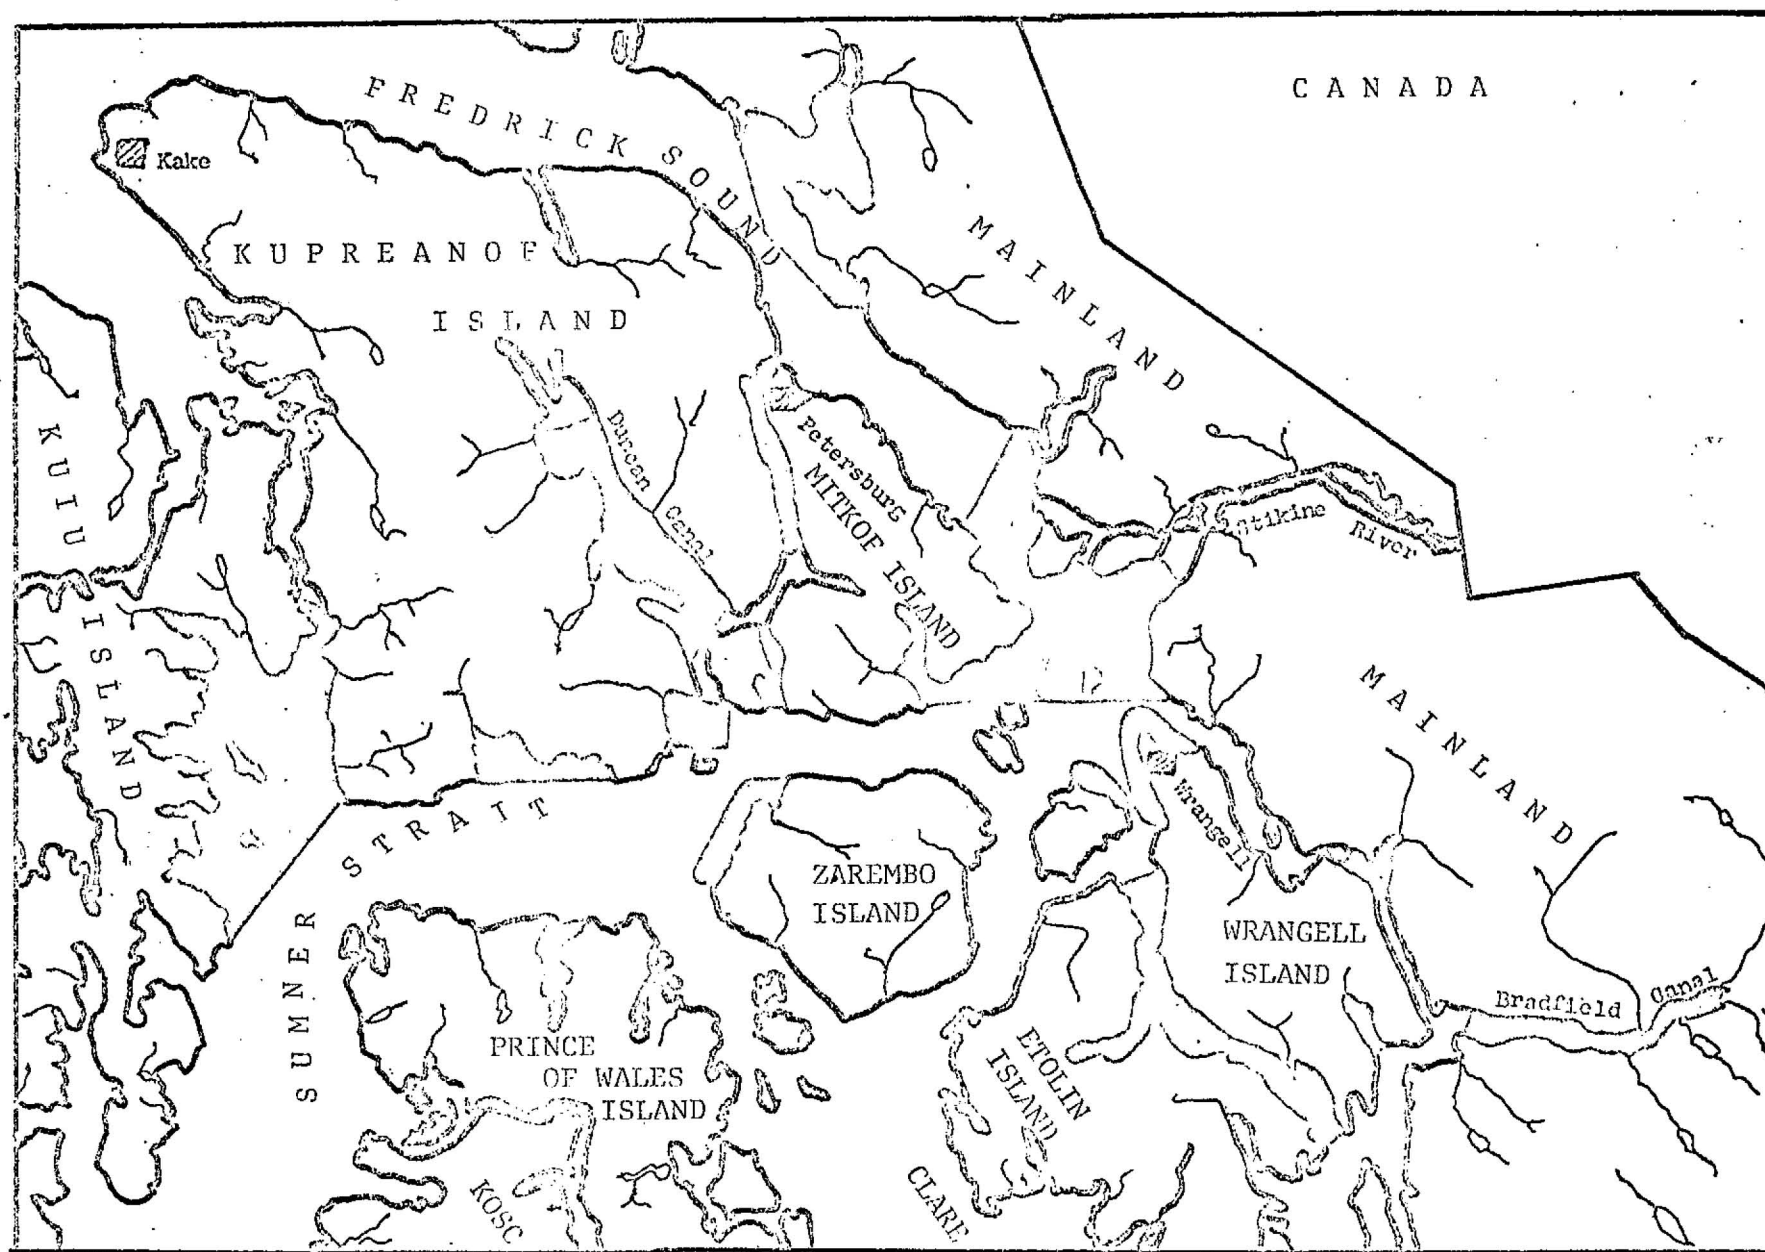 CANADA
FREDRICK SOUND
Kake
KUPREANOF
ISLAND
MAINLAND
KUIU
ISLAND
Duncan Canal
Petersburg
MITKOF ISLAND
Stikine River
MAINLAND
12
SUMNER STRAIT
Wrangell
ZAREMBO
ISLAND
WRANGELL
ISLAND
Bradfield Canal
PRINCE
OF WALES
ISLAND
ETOLIN
ISLAND
KOSC
CLARE